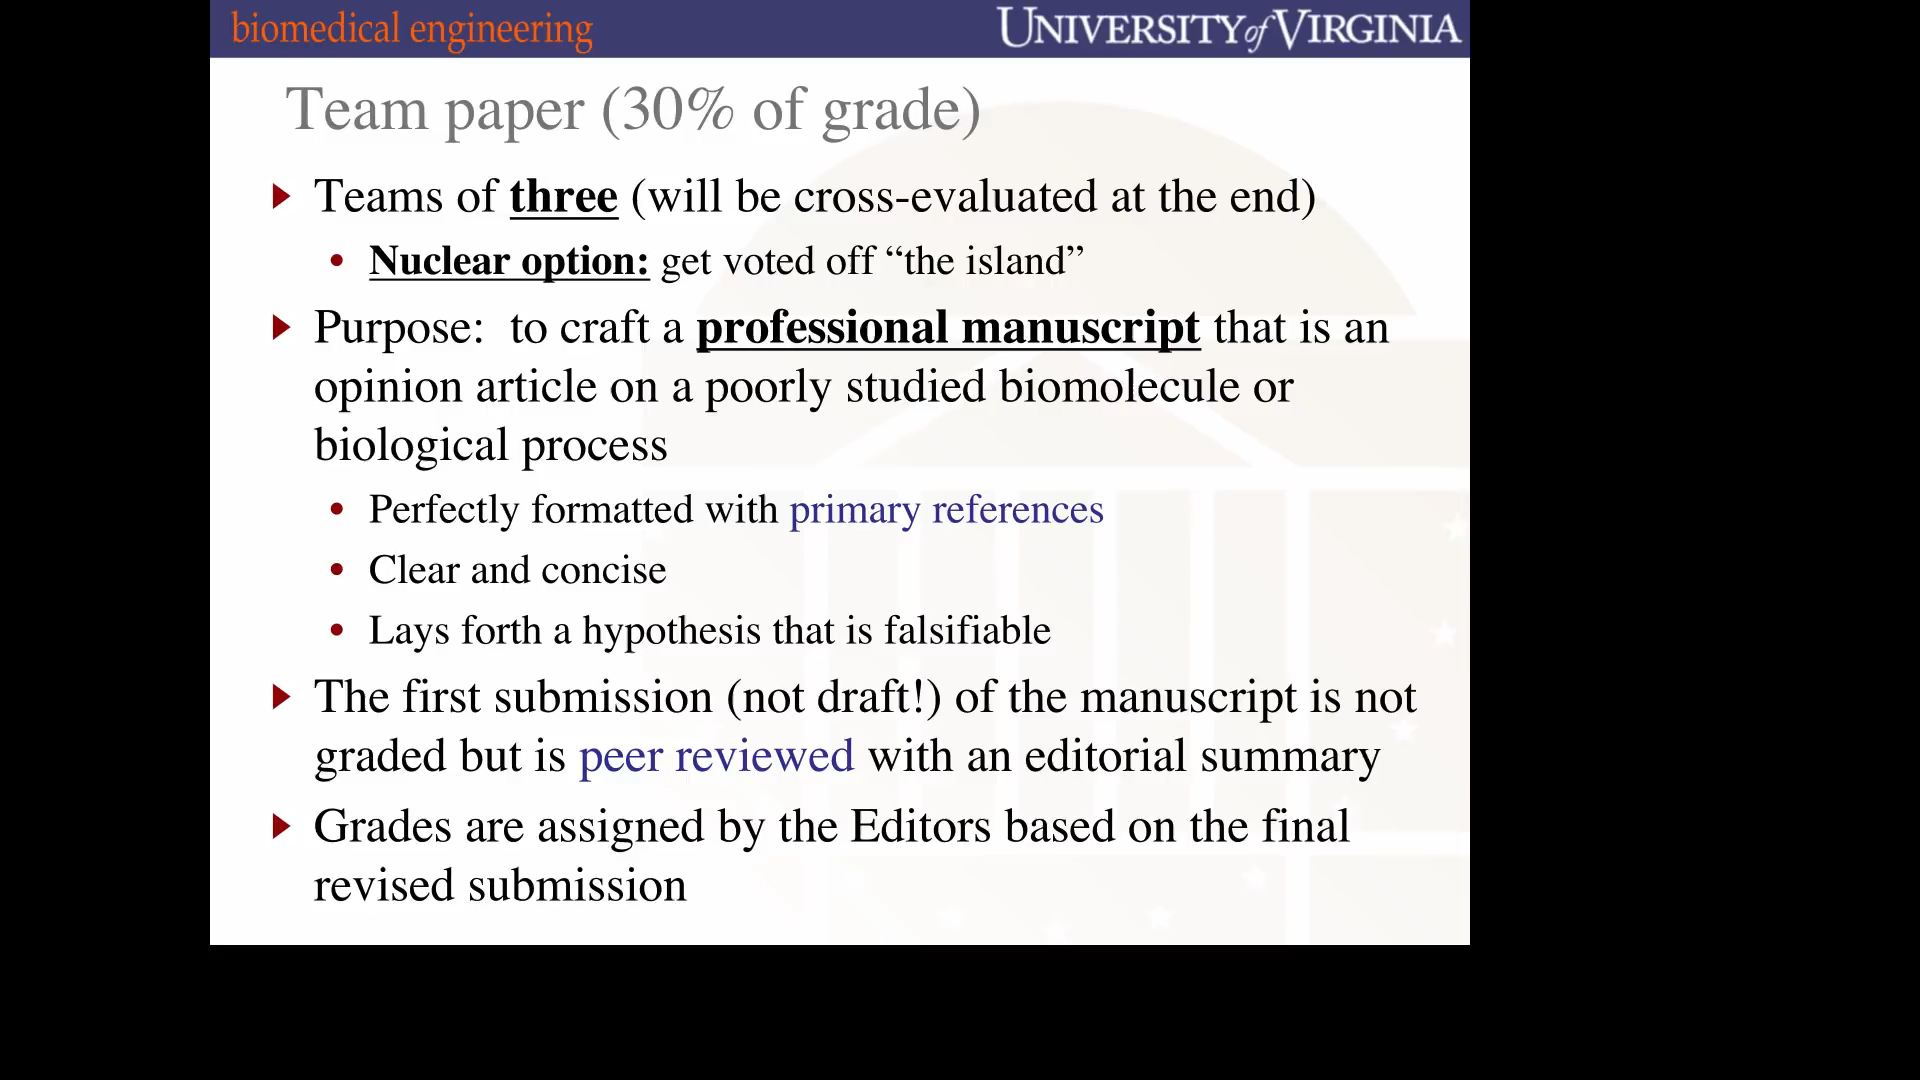 biomedical engineering
UNIVERSITY of VIRGINIA
Team paper (30% of grade)
Teams of three (will be cross-evaluated at the end)
• Nuclear option: get voted off “the island”
Purpose:  to craft a professional manuscript that is an
opinion article on a poorly studied biomolecule or
biological process
• Perfectly formatted with primary references
• Clear and concise
• Lays forth a hypothesis that is falsifiable
The first submission (not draft!) of the manuscript is not
graded but is peer reviewed with an editorial summary
Grades are assigned by the Editors based on the final
revised submission